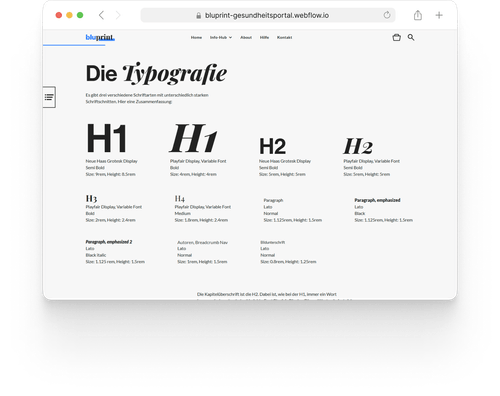 bluprint-gesundheitsportal.webflow.io
bluprint
Home Info-Hub About Hilfe Kontakt
Die Typografie
Es gibt drei verschiedene Schriftarten mit unterschiedlich starken
Schriftschnitten. Hier eine Zusammenfassung:
H1 H1 H2 H2
Neue Haas Grotesk Display Playfair Display, Variable Font Neue Haas Grotesk Display Playfair Display, Variable Font
Semi Bold Bold Semi Bold Semi Bold
Size: 9rem, Height: 8.5rem Size: 4rem, Height: 4rem Size: 5rem, Height: 5rem Size: 5rem, Height: 5rem
H3 H4 Paragraph Paragraph, emphasized
Playfair Display, Variable Font Playfair Display, Variable Font Lato Lato
Bold Medium Normal Black
Size: 2rem, Height: 2.4rem Size: 1.8rem, Height: 2.4rem Size: 1.125rem, Height: 1.5rem Size: 1.125rem, Height: 1.5rem
Paragraph, emphasized 2 Autoren, Breadcrumb Nav Bildunterschrift
Lato Lato Lato
Black Italic Normal Normal
Size: 1.125 rem, Height: 1.5rem Size: 1rem, Height: 1.5rem Size: 0.8rem, Height: 1.25rem
Die Kapitelüberschrift ist die H2. Dabei ist, wie bei der H1, immer ein Wort